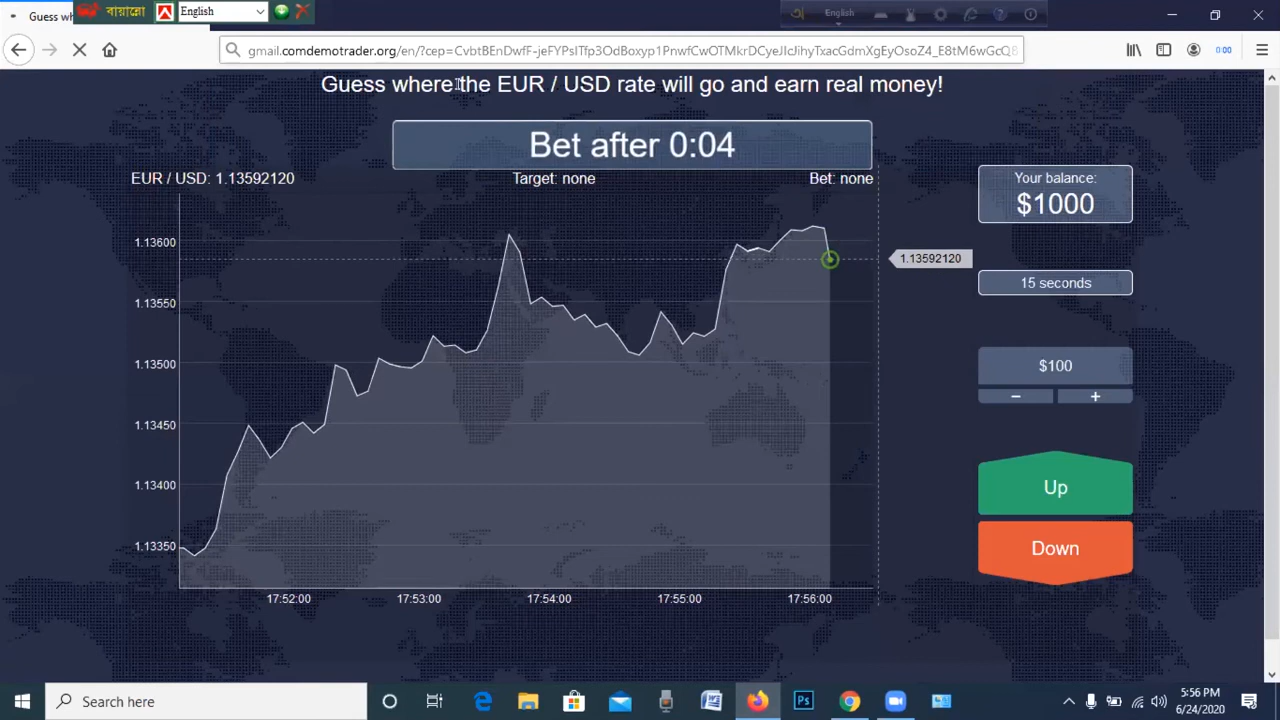 Guess wh
বায়ান্নো
English
English
0:00
gmail.comdemotrader.org/en/?cep=CvbtBEnDwfF-jeFYPsITfp3OdBoxyp1PnwfCwOTMkrDCyeJIcJihyTxacGdmXgEyOsoZ4_E8tM6wGcQ8
Guess where the EUR / USD rate will go and earn real money!
Bet after 0:04
EUR / USD: 1.13592120
Target: none
Bet: none
Your balance:
$1000
1.13600
1.13592120
15 seconds
1.13550
1.13500
$100
− +
1.13450
1.13400
Up
1.13350
Down
17:52:00 17:53:00 17:54:00 17:55:00 17:56:00
Search here
5:56 PM
6/24/2020